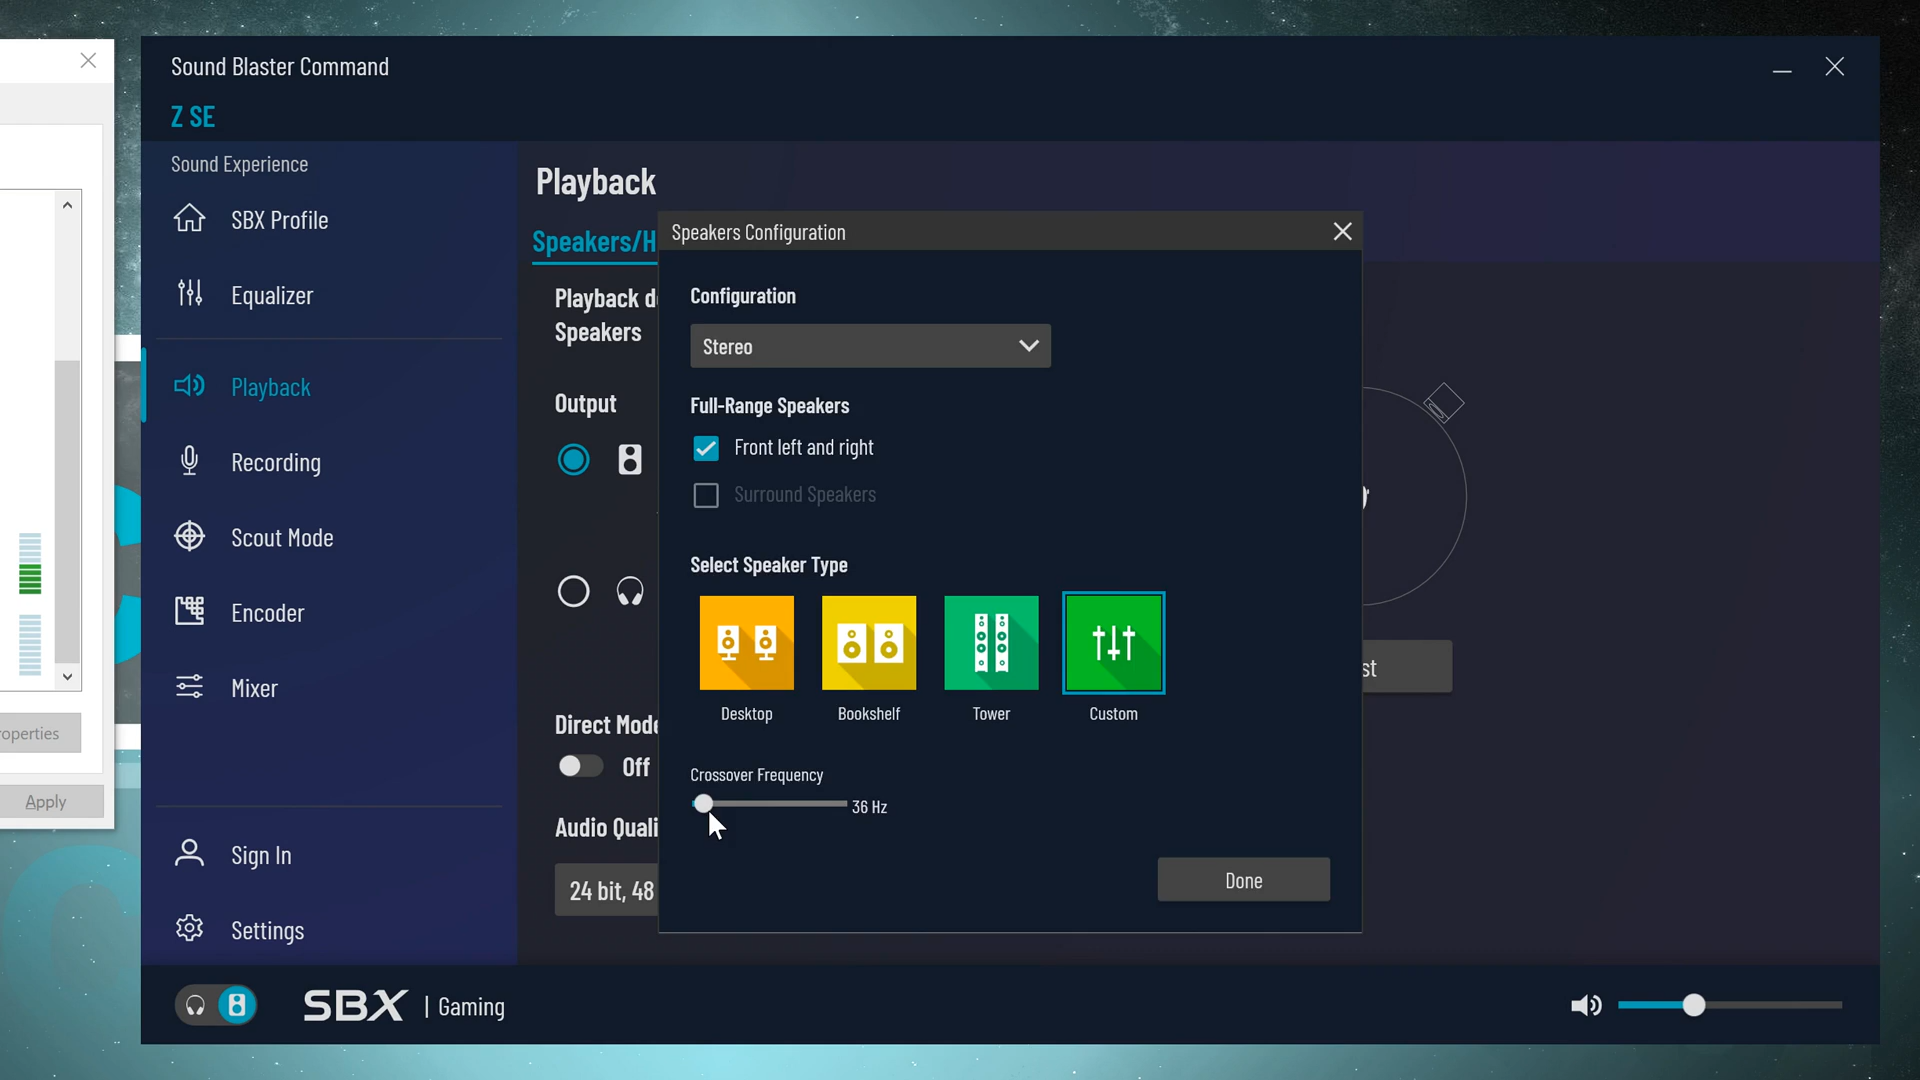 Sound Blaster Command
Z SE
Sound Experience
SBX Profile
Equalizer
Playback
Recording
Scout Mode
Encoder
Mixer
Sign In
Settings
Playback
Speakers/H
Playback d
Speakers
Output
Direct Mode
Off
Audio Quali
24 bit, 48
Speakers Configuration
Configuration
Stereo
Full-Range Speakers
Front left and right
Surround Speakers
Select Speaker Type
Desktop Bookshelf Tower Custom
Crossover Frequency
36 Hz
Done
st
operties
Apply
SBX | Gaming